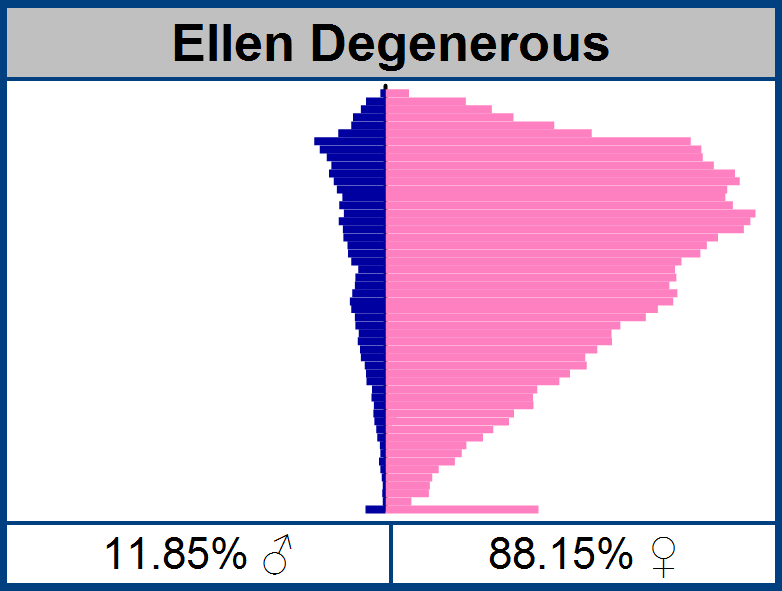 Ellen Degenerous
11.85% ♂
88.15% ♀